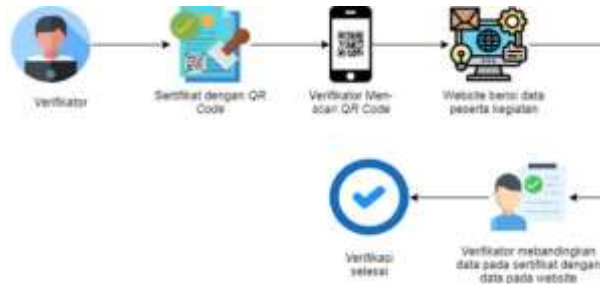 Verifikator
Sertifikat dengan QR
Code
Verifikator Men-
scan QR Code
Website berisi data
peserta kegiatan
Verifikasi
selesai
Verifikator mebandingkan
data pada sertifikat dengan
data pada website